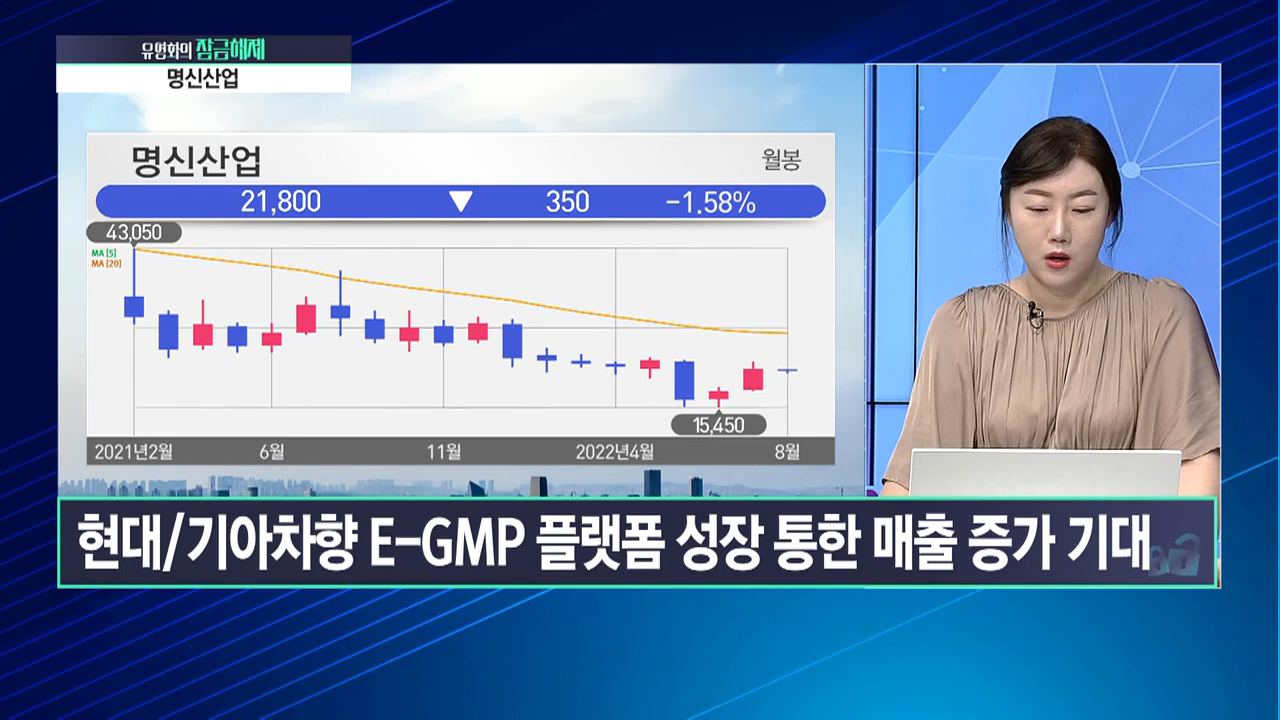 유명화의 잠금해제
명신산업
명신산업
월봉
21,800 ▼ 350 -1.58%
43,050
MA [5]
MA [20]
15,450
2021년2월 6월 11월 2022년4월 8월
현대/기아차향 E-GMP 플랫폼 성장 통한 매출 증가 기대